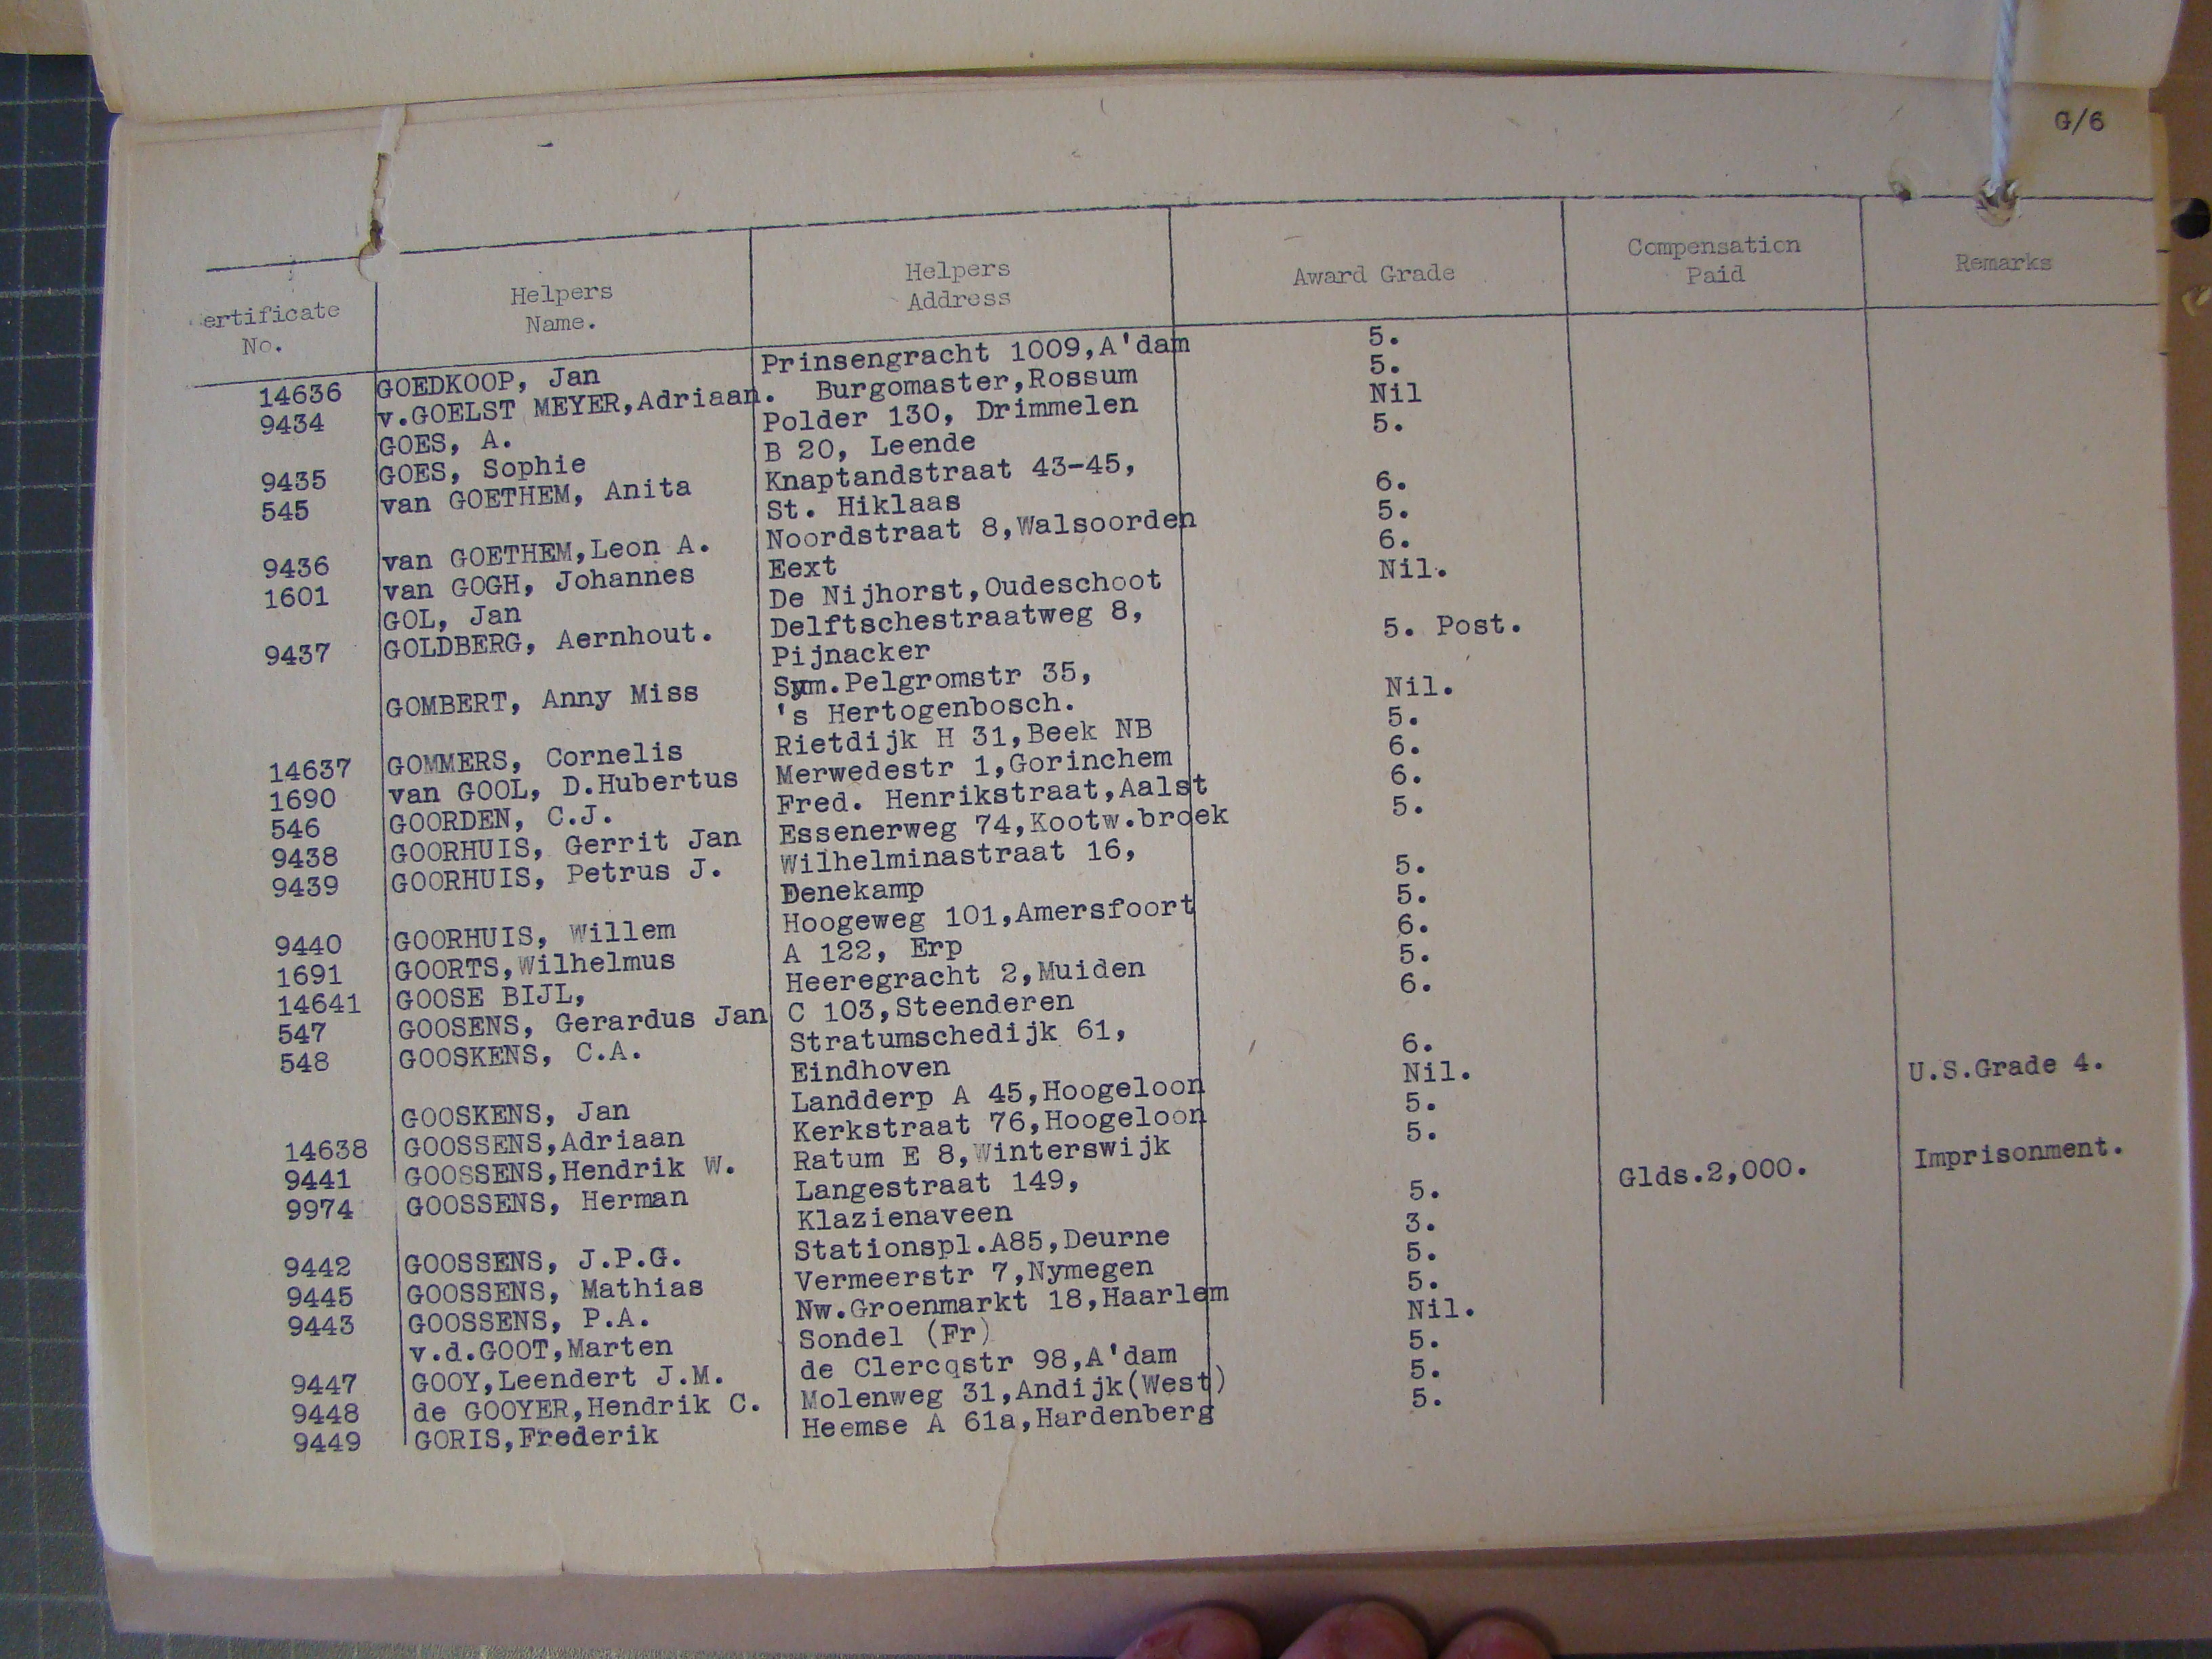 G/6
ertificate No. Helpers Name. Helpers Address Award Grade Compensation Paid Remarks
14636 GOEDKOOP, Jan Prinsengracht 1009,A'dam 5.
9434 v.GOELST MEYER,Adriaan. Burgomaster,Rossum 5.
GOES, A. Polder 130, Drimmelen Nil
9435 GOES, Sophie B 20, Leende 5.
545 van GOETHEM, Anita Knaptandstraat 43-45,
St. Hiklaas 6.
9436 van GOETHEM,Leon A. Noordstraat 8,Walsoorden 5.
1601 van GOGH, Johannes Eext 6.
GOL, Jan De Nijhorst,Oudeschoot Nil.
9437 GOLDBERG, Aernhout. Delftschestraatweg 8,
Pijnacker 5. Post.
GOMBERT, Anny Miss Sym.Pelgromstr 35,
's Hertogenbosch. Nil.
14637 GOMMERS, Cornelis Rietdijk H 31,Beek NB 5.
1690 van GOOL, D.Hubertus Merwedestr 1,Gorinchem 6.
546 GOORDEN, C.J. Fred. Henrikstraat,Aalst 6.
9438 GOORHUIS, Gerrit Jan Essenerweg 74,Kootw.broek 5.
9439 GOORHUIS, Petrus J. Wilhelminastraat 16,
Denekamp 5.
9440 GOORHUIS, Willem Hoogeweg 101,Amersfoort 5.
1691 GOORTS,Wilhelmus A 122, Erp 6.
14641 GOOSE BIJL, Heeregracht 2,Muiden 5.
547 GOOSENS, Gerardus Jan C 103,Steenderen 6.
548 GOOSKENS, C.A. Stratumschedijk 61,
Eindhoven 6.
GOOSKENS, Jan Landderp A 45,Hoogeloon Nil. U.S.Grade 4.
14638 GOOSSENS,Adriaan Kerkstraat 76,Hoogeloon 5.
9441 GOOSSENS,Hendrik W. Ratum E 8,Winterswijk 5.
9974 GOOSSENS, Herman Langestraat 149,
Klazienaveen 5.
9442 GOOSSENS, J.P.G. Stationspl.A85,Deurne 3. Glds.2,000. Imprisonment.
9445 GOOSSENS, Mathias Vermeerstr 7,Nymegen 5.
9443 GOOSSENS, P.A. Nw.Groenmarkt 18,Haarlem 5.
v.d.GOOT,Marten Sondel (Fr) Nil.
9447 GOOY,Leendert J.M. de Clercqstr 98,A'dam 5.
9448 de GOOYER,Hendrik C. Molenweg 31,Andijk(West) 5.
9449 GORIS,Frederik Heemse A 61a,Hardenberg 5.